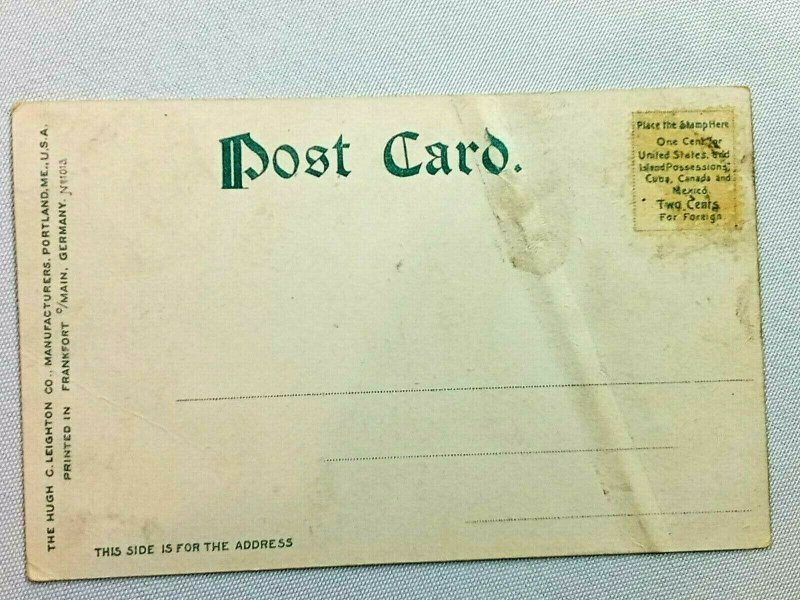 Post Card.
Place the Stamp Here
One Cent for
United States, and
Island Possessions,
Cuba, Canada and
Mexico
Two Cents
For Foreign
THE HUGH C. LEIGHTON CO., MANUFACTURERS, PORTLAND, ME., U.S.A.
PRINTED IN FRANKFORT O/MAIN, GERMANY. N11013
THIS SIDE IS FOR THE ADDRESS